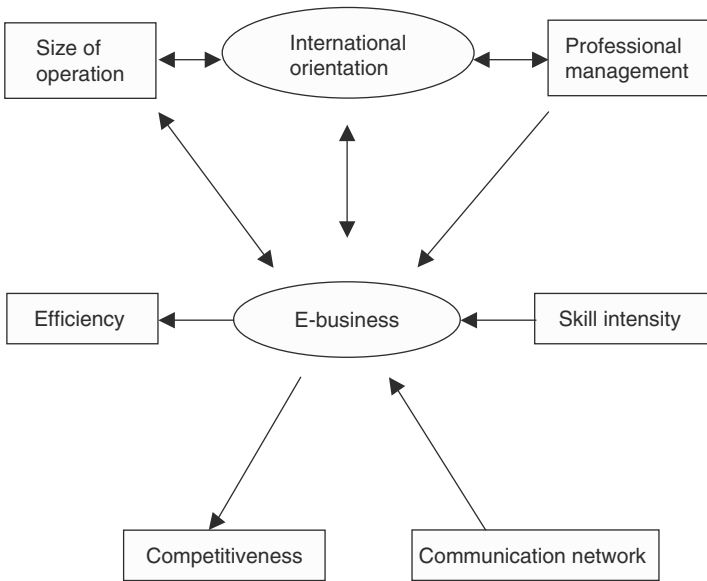 Size of
operation
International
orientation
Professional
management
Efficiency
E-business
Skill intensity
Competitiveness
Communication network